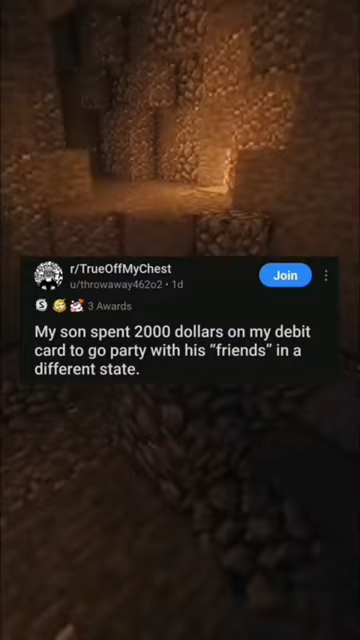 r/TrueOffMyChest
u/throwaway462o2 • 1d
Join
3 Awards
My son spent 2000 dollars on my debit
card to go party with his “friends” in a
different state.